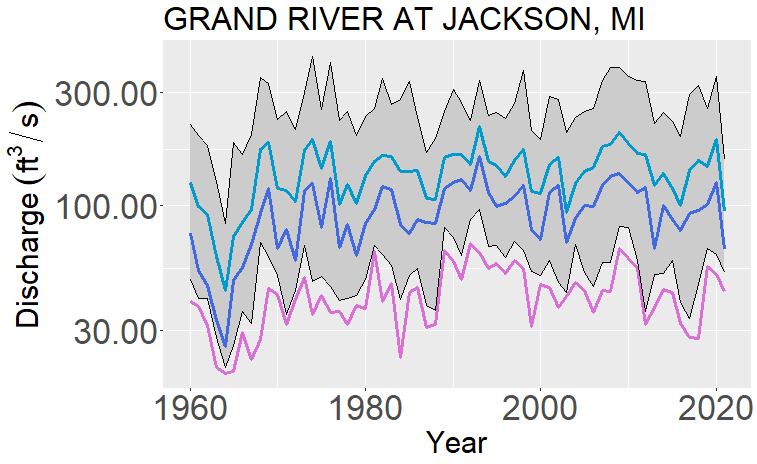 GRAND RIVER AT JACKSON, MI
Discharge (ft³/s)
300.00
100.00
30.00
1960
1980
2000
2020
Year